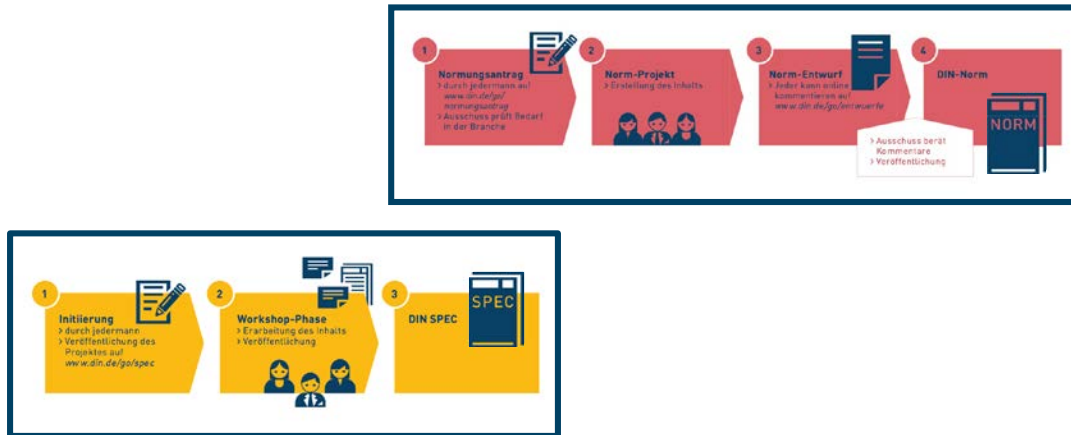 1
Normungsantrag
> durch jedermann auf
www.din.de/go/
normungsantrag
> Ausschuss prüft Bedarf
in der Branche
2
Norm-Projekt
> Erstellung des Inhalts
3
Norm-Entwurf
> Jeder kann online
kommentieren auf
www.din.de/go/entwuerfe
4
DIN-Norm
NORM
> Ausschuss berät
Kommentare
> Veröffentlichung
1
Initiierung
> durch jedermann
> Veröffentlichung des
Projektes auf
www.din.de/go/spec
2
Workshop-Phase
> Erarbeitung des Inhalts
> Veröffentlichung
3
DIN SPEC
SPEC